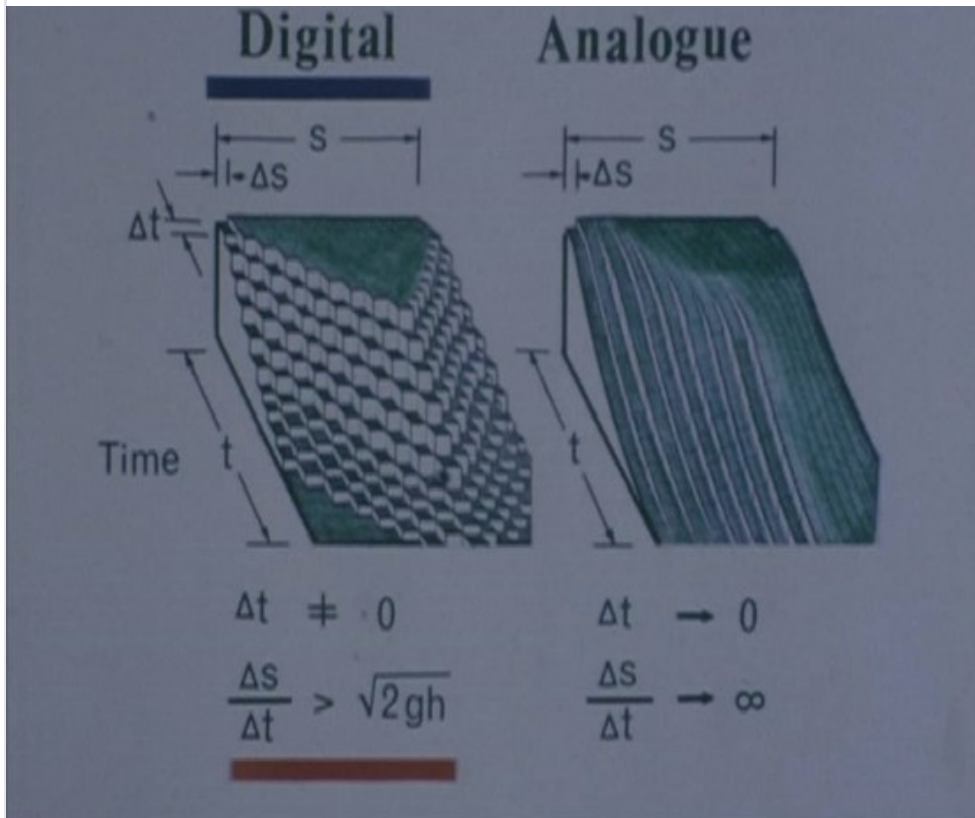 Digital Analogue
S S
Δs Δs
Δt
Time t t
Δt ≠ 0 Δt → 0
Δs/Δt > √2gh Δs/Δt → ∞